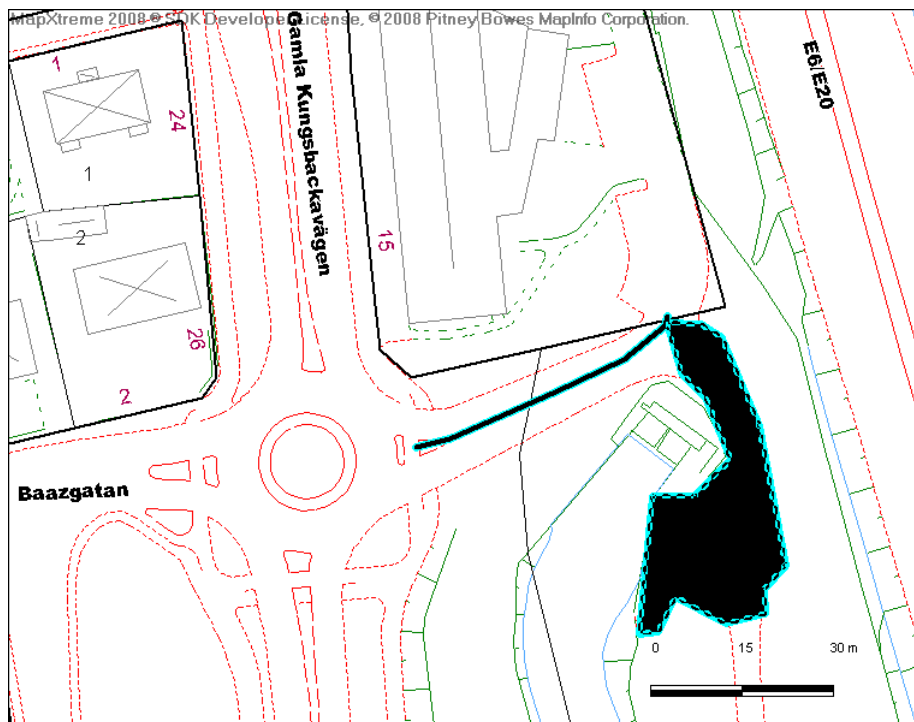 MapXtreme 2008 ® SDK Developer License, © 2008 Pitney Bowes MapInfo Corporation.
Gamla Kungsbackavägen
E6/E20
1
24
1
2
15
26
2
Baazgatan
0 15 30 m